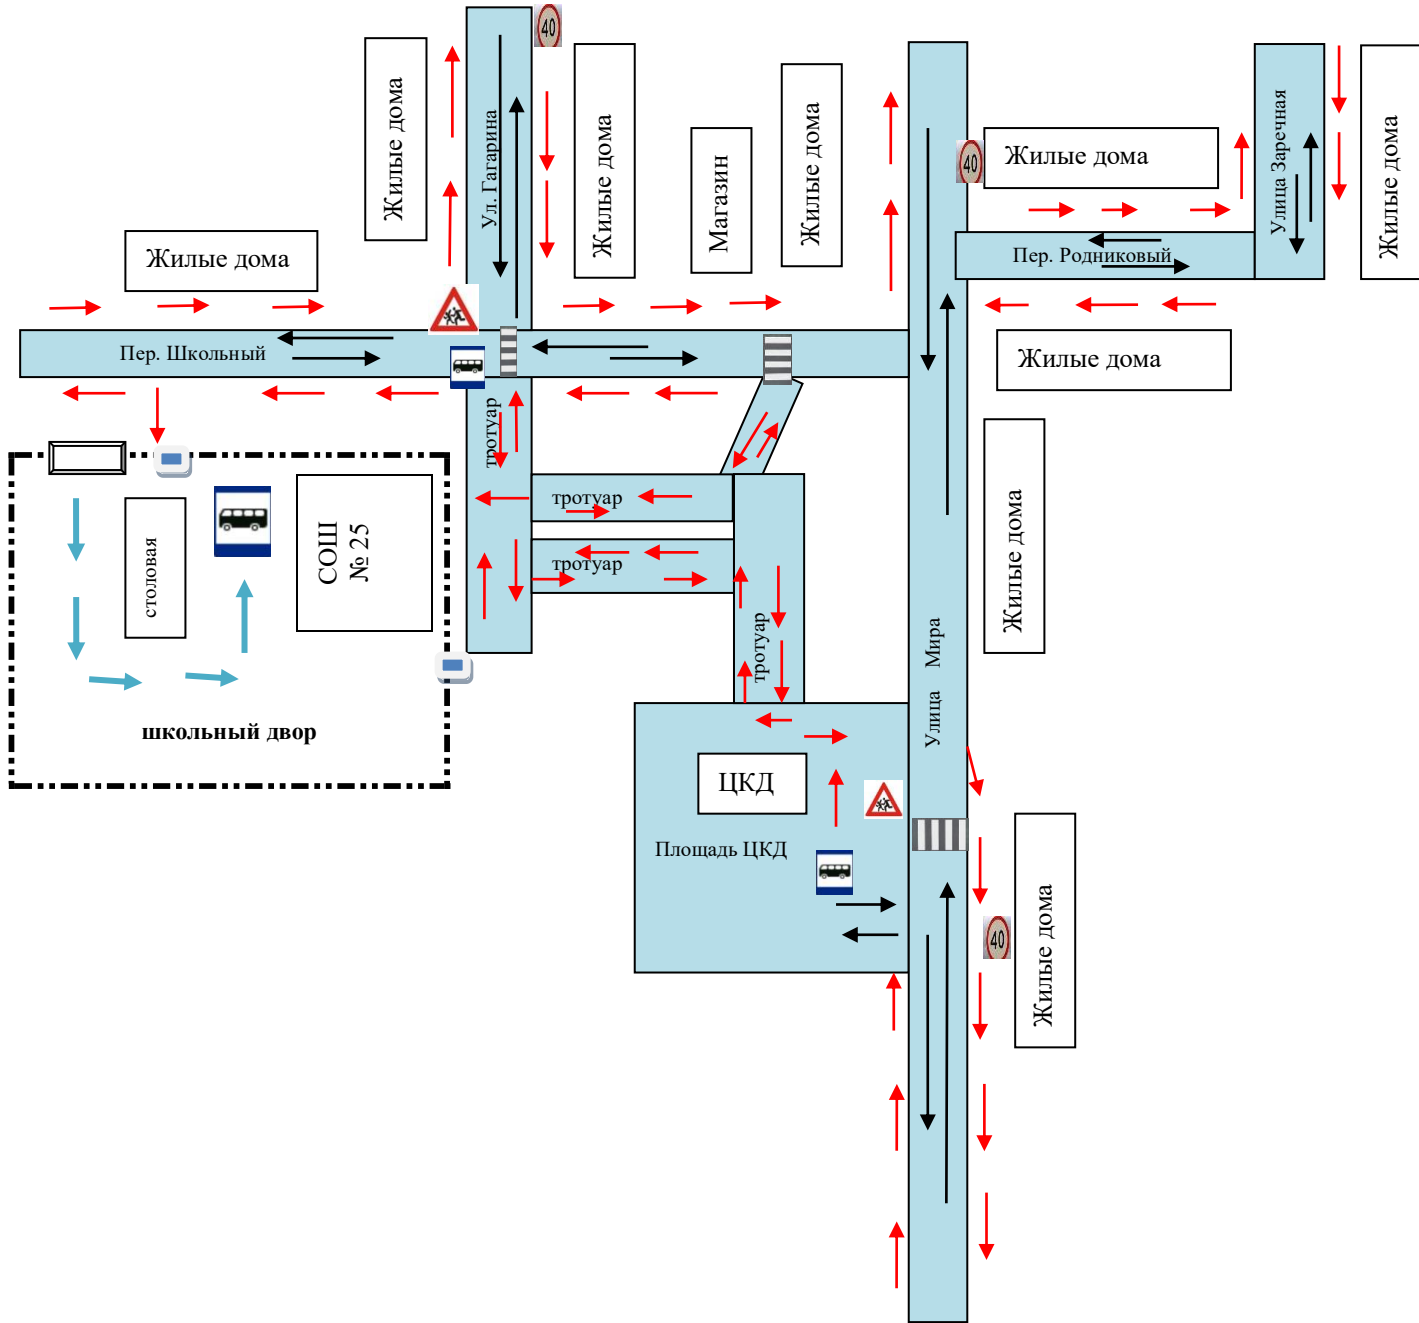 40
Жилые дома
Ул. Гагарина
Жилые дома
Магазин
Жилые дома
40
Жилые дома
Улица Заречная
Жилые дома
Жилые дома
Пер. Родниковый
Пер. Школьный
Жилые дома
тротуар
Жилые дома
столовая
СОШ
№ 25
тротуар
тротуар
тротуар
Улица Мира
школьный двор
ЦКД
Площадь ЦКД
40
Жилые дома